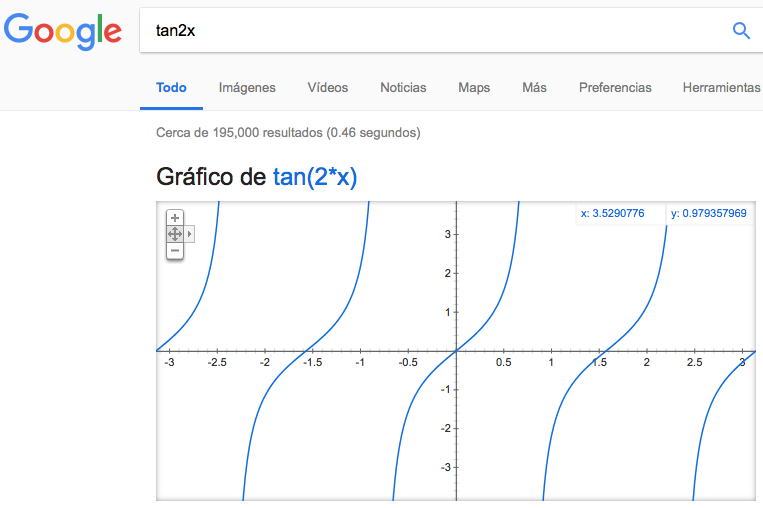 Google
tan2x
Todo Imágenes Vídeos Noticias Maps Más Preferencias Herramientas
Cerca de 195,000 resultados (0.46 segundos)
Gráfico de tan(2*x)
x: 3.5290776 y: 0.979357969
+
−
3
2
1
-3 -2.5 -2 -1.5 -1 -0.5 0 0.5 1 1.5 2 2.5 3
-1
-2
-3